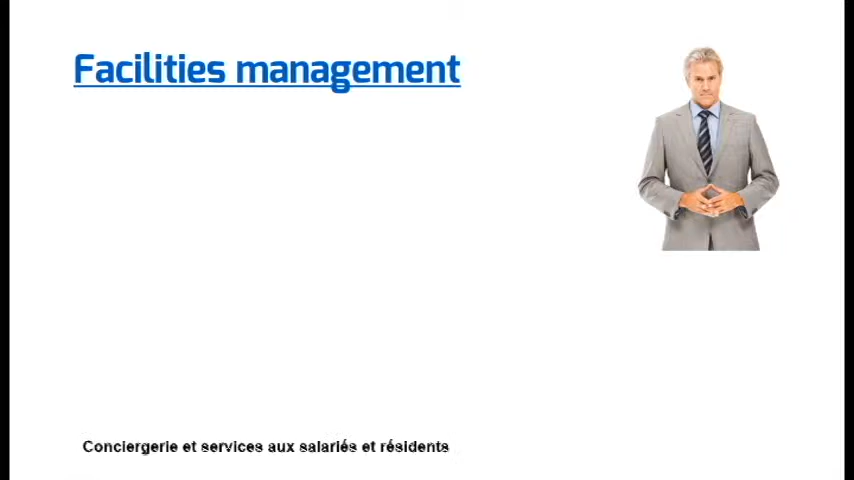 Facilities management
Conciergerie et services aux salariés et résidents